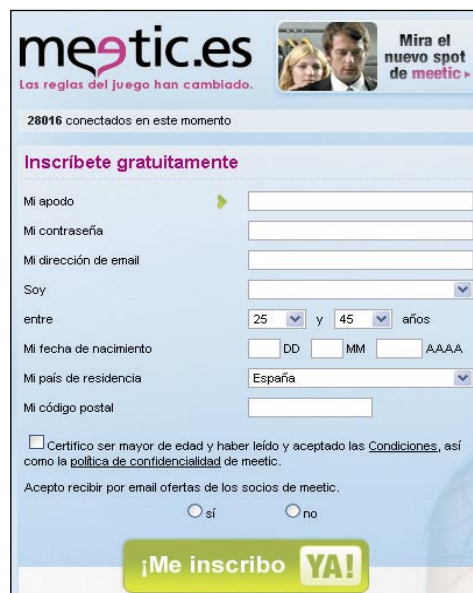 meetic.es
Las reglas del juego han cambiado.
Mira el
nuevo spot
de meetic
28016 conectados en este momento
Inscríbete gratuitamente
Mi apodo
Mi contraseña
Mi dirección de email
Soy
entre 25 y 45 años
Mi fecha de nacimiento DD MM AAAA
Mi país de residencia España
Mi código postal
Certifico ser mayor de edad y haber leído y aceptado las Condiciones, así
como la política de confidencialidad de meetic.
Acepto recibir por email ofertas de los socios de meetic.
sí no
¡Me inscribo YA!